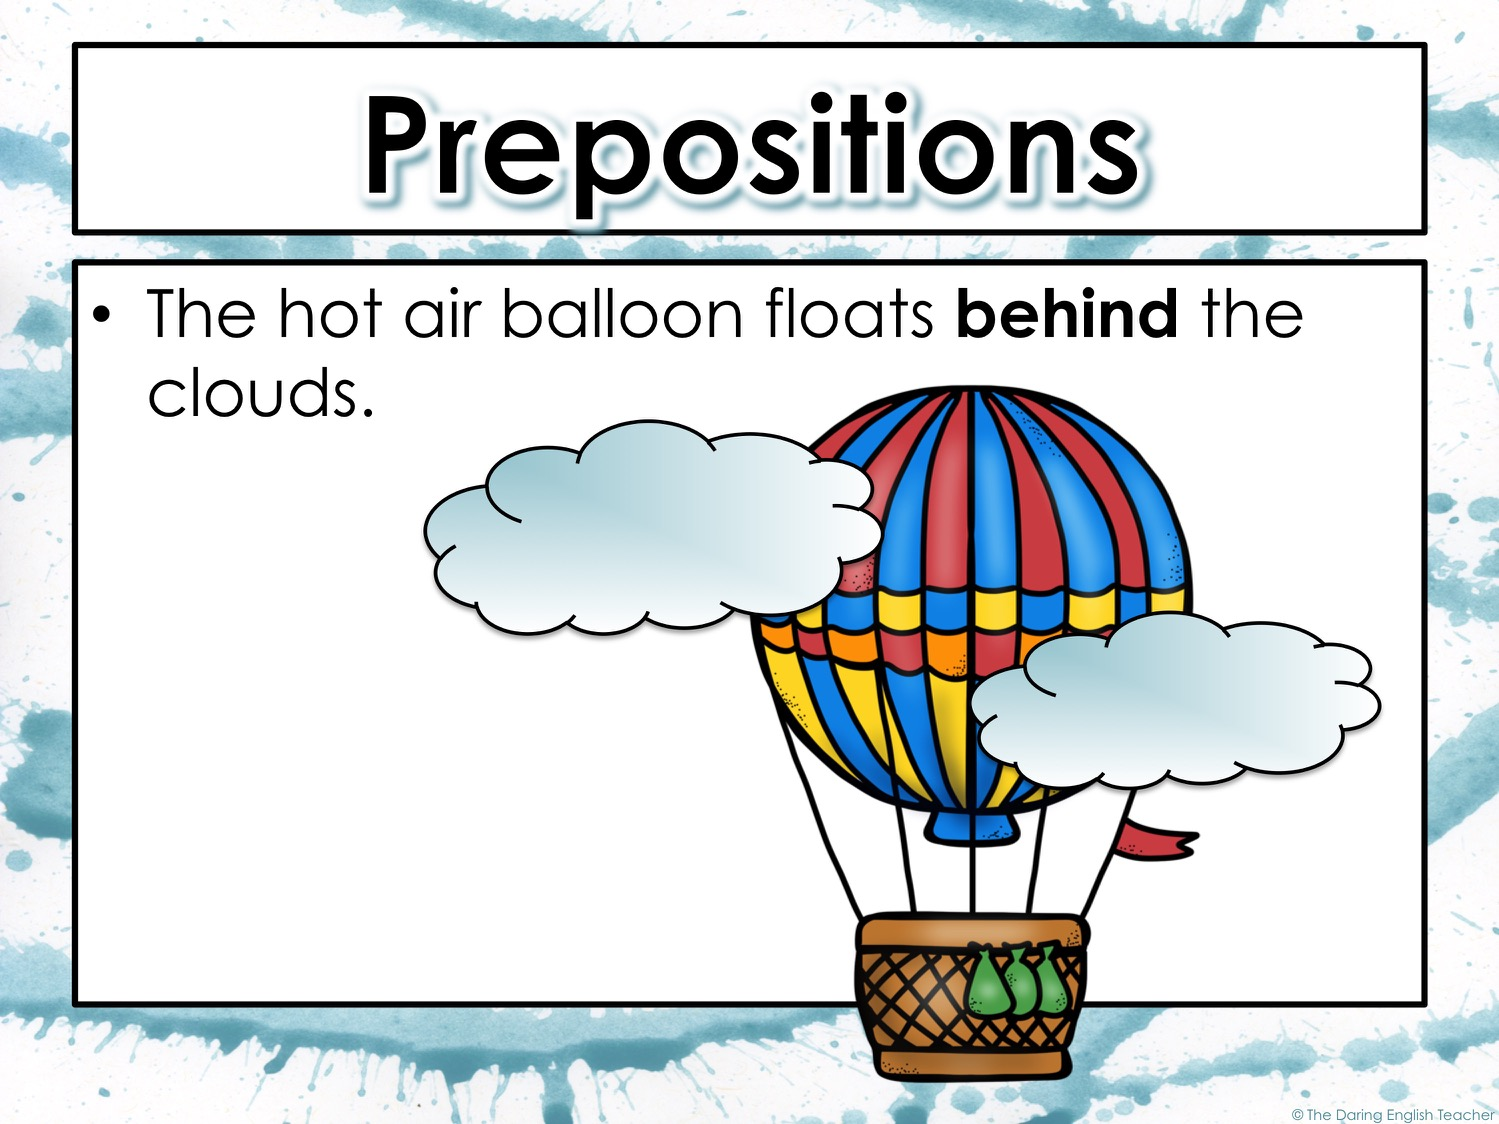 Prepositions
• The hot air balloon floats behind the
clouds.
© The Daring English Teacher